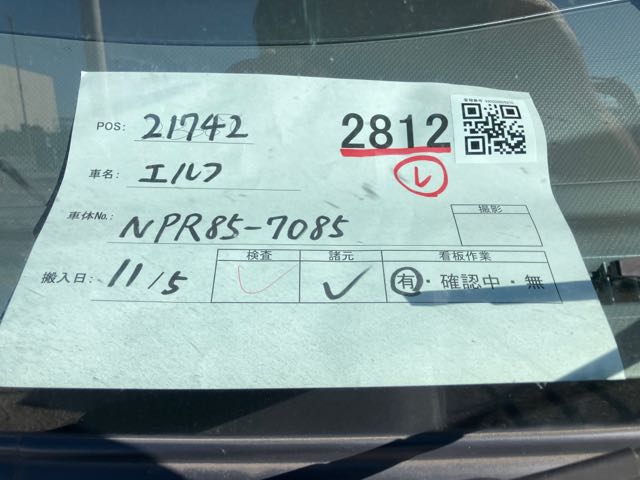 POS: 21742
2812
レ
車名: エルフ
車体No.: NPR85-7085
撮影
搬入日: 11/5
検査 諸元 看板作業
有・確認中・無